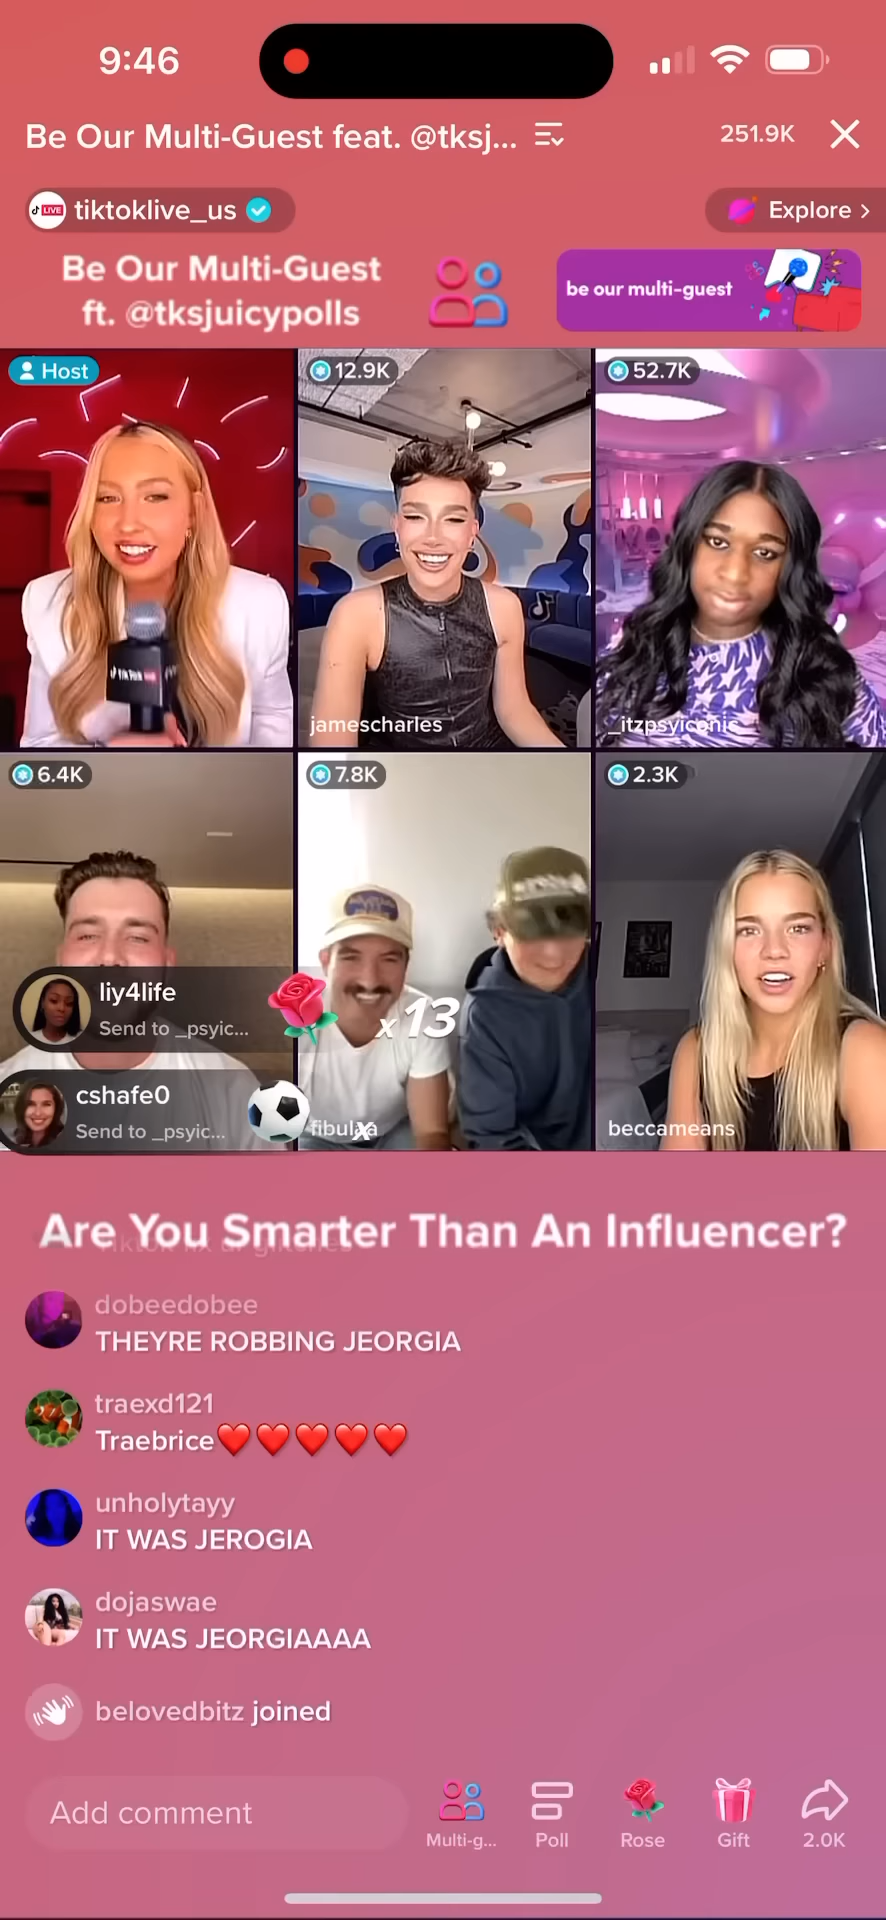 9:46
Be Our Multi-Guest feat. @tksj...
251.9K
LIVE
tiktoklive_us
Explore >
Be Our Multi-Guest
ft. @tksjuicypolls
be our multi-guest
Host
12.9K
52.7K
jamescharles
_itzpsyiconic
6.4K
7.8K
2.3K
liy4life
Send to _psyic...
x13
cshafe0
Send to _psyic...
x
beccameans
Are You Smarter Than An Influencer?
dobeedobee
THEYRE ROBBING JEORGIA
traexd121
Traebrice❤️❤️❤️❤️❤️
unholytayy
IT WAS JEROGIA
dojaswae
IT WAS JEORGIAAAA
belovedbitz joined
Add comment
Multi-g...
Poll
Rose
Gift
2.0K